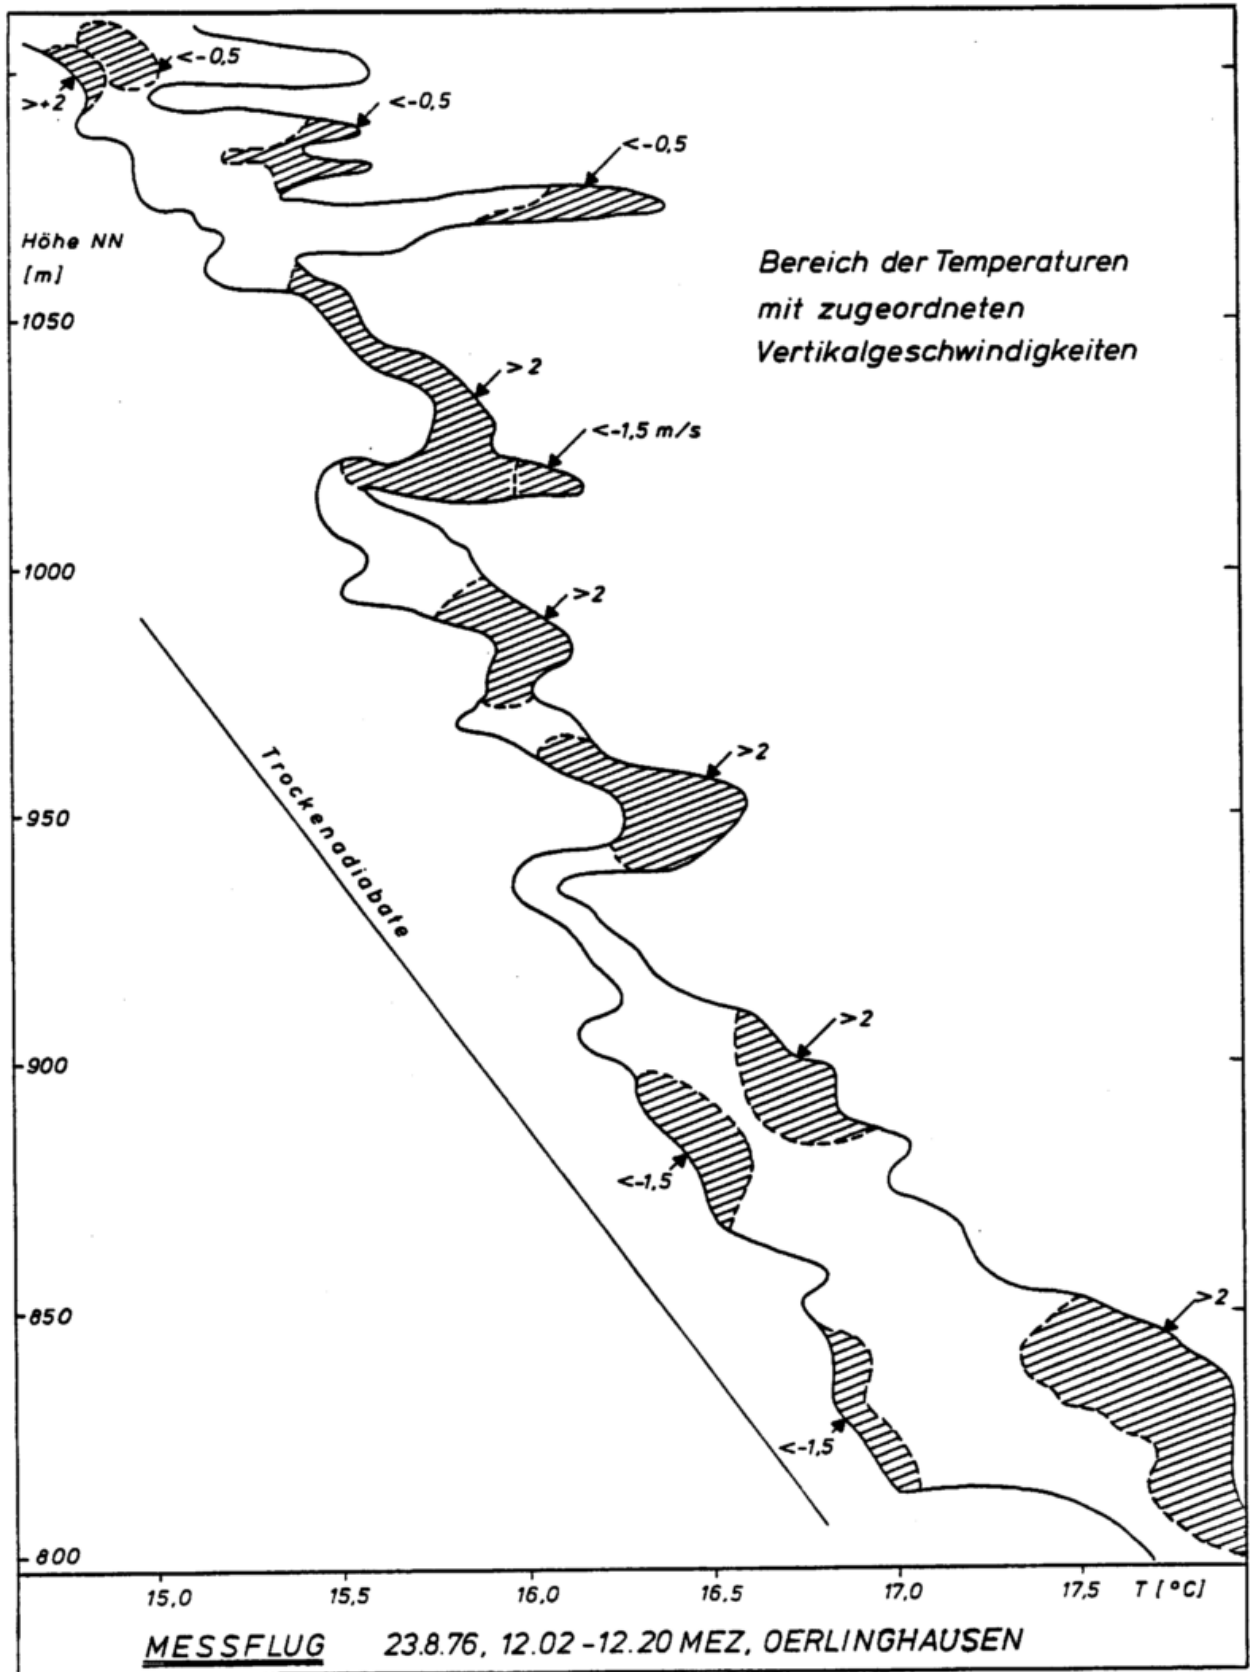 <-0,5
>+2
<-0,5
<-0,5
Höhe NN
[m]
Bereich der Temperaturen
mit zugeordneten
Vertikalgeschwindigkeiten
1050
>2
<-1,5 m/s
1000
>2
>2
950
Trockenadiabate
>2
900
<-1,5
>2
850
<-1,5
800
15,0 15,5 16,0 16,5 17,0 17,5 T [°C]
MESSFLUG 23.8.76, 12.02-12.20 MEZ, OERLINGHAUSEN